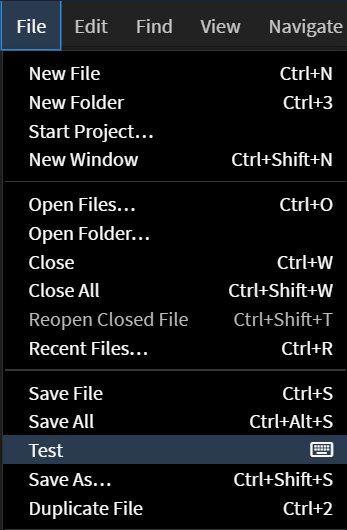 File Edit Find View Navigate
New File Ctrl+N
New Folder Ctrl+3
Start Project...
New Window Ctrl+Shift+N
Open Files... Ctrl+O
Open Folder...
Close Ctrl+W
Close All Ctrl+Shift+W
Reopen Closed File Ctrl+Shift+T
Recent Files... Ctrl+R
Save File Ctrl+S
Save All Ctrl+Alt+S
Test
Save As... Ctrl+Shift+S
Duplicate File Ctrl+2